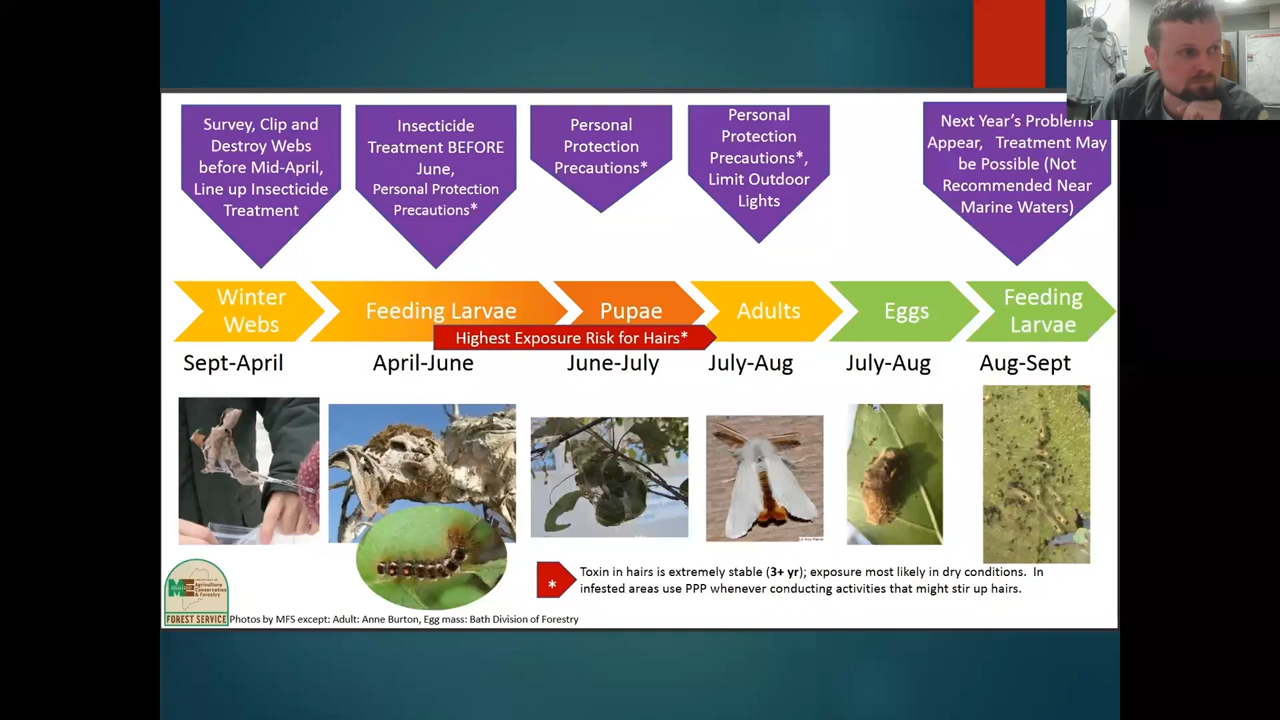 Survey, Clip and
Destroy Webs
before Mid-April,
Line up Insecticide
Treatment
Insecticide
Treatment BEFORE
June,
Personal Protection
Precautions*
Personal
Protection
Precautions*
Personal
Protection
Precautions*,
Limit Outdoor
Lights
Next Year's Problems
Appear, Treatment May
be Possible (Not
Recommended Near
Marine Waters)
Winter
Webs
Feeding Larvae
Pupae
Adults
Eggs
Feeding
Larvae
Highest Exposure Risk for Hairs*
Sept-April
April-June
June-July
July-Aug
July-Aug
Aug-Sept
*
Toxin in hairs is extremely stable (3+ yr); exposure most likely in dry conditions. In
infested areas use PPP whenever conducting activities that might stir up hairs.
Agriculture
Conservation
& Forestry
FOREST SERVICE
Photos by MFS except: Adult: Anne Burton, Egg mass: Bath Division of Forestry